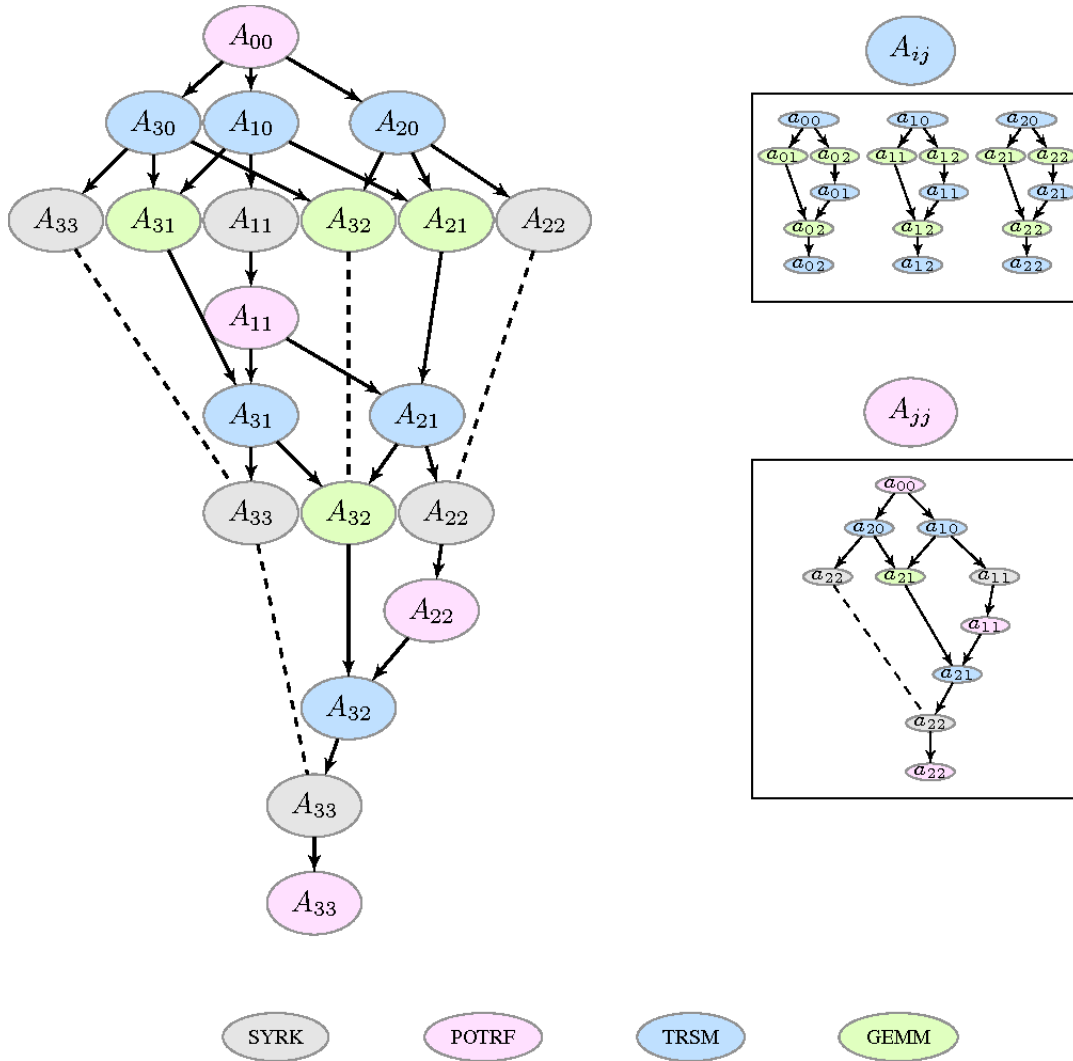 A00
Aij
a00 a10 a20
A30 A10 A20
a01 a02 a11 a12 a21 a22
a01 a11 a21
A33 A31 A11 A32 A21 A22
a02 a12 a22
a02 a12 a22
A11
A31 A21
Ajj
a00
A33 A32 A22
a20 a10
a22 a21 a11
A22
a11
a21
A32
a22
a22
A33
A33
SYRK POTRF TRSM GEMM